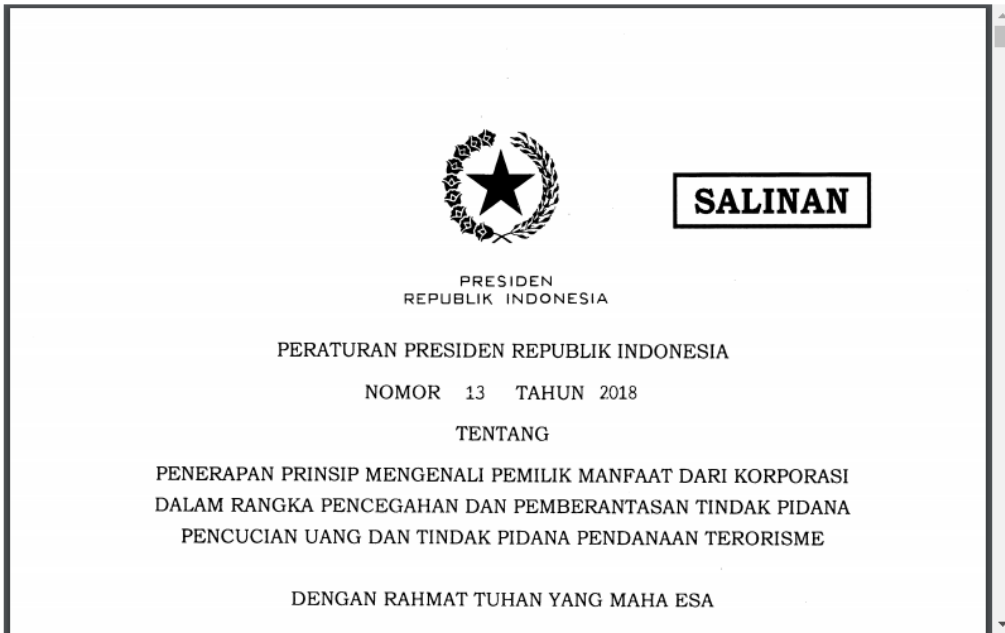 SALINAN
PRESIDEN
REPUBLIK INDONESIA
PERATURAN PRESIDEN REPUBLIK INDONESIA
NOMOR 13 TAHUN 2018
TENTANG
PENERAPAN PRINSIP MENGENALI PEMILIK MANFAAT DARI KORPORASI
DALAM RANGKA PENCEGAHAN DAN PEMBERANTASAN TINDAK PIDANA
PENCUCIAN UANG DAN TINDAK PIDANA PENDANAAN TERORISME
DENGAN RAHMAT TUHAN YANG MAHA ESA